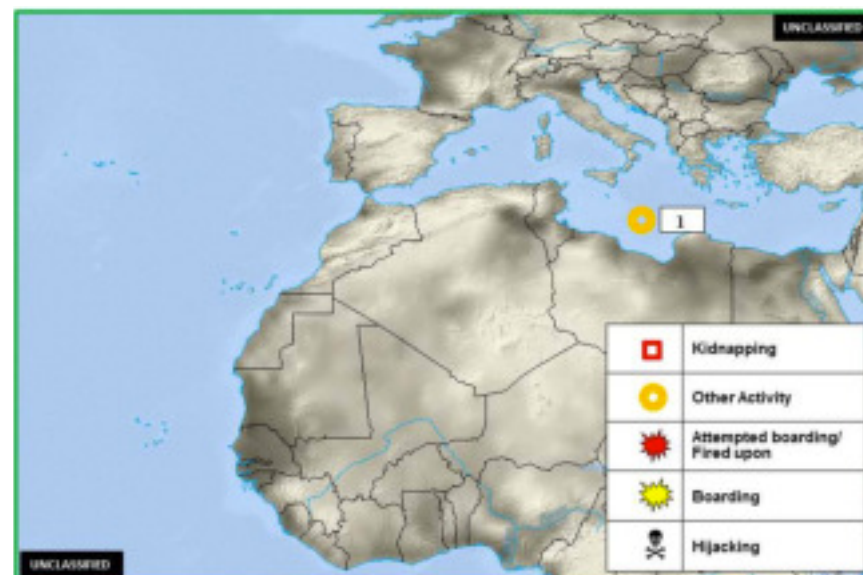 UNCLASSIFIED
1
Kidnapping
Other Activity
Attempted boarding/
Fired upon
Boarding
Hijacking
UNCLASSIFIED